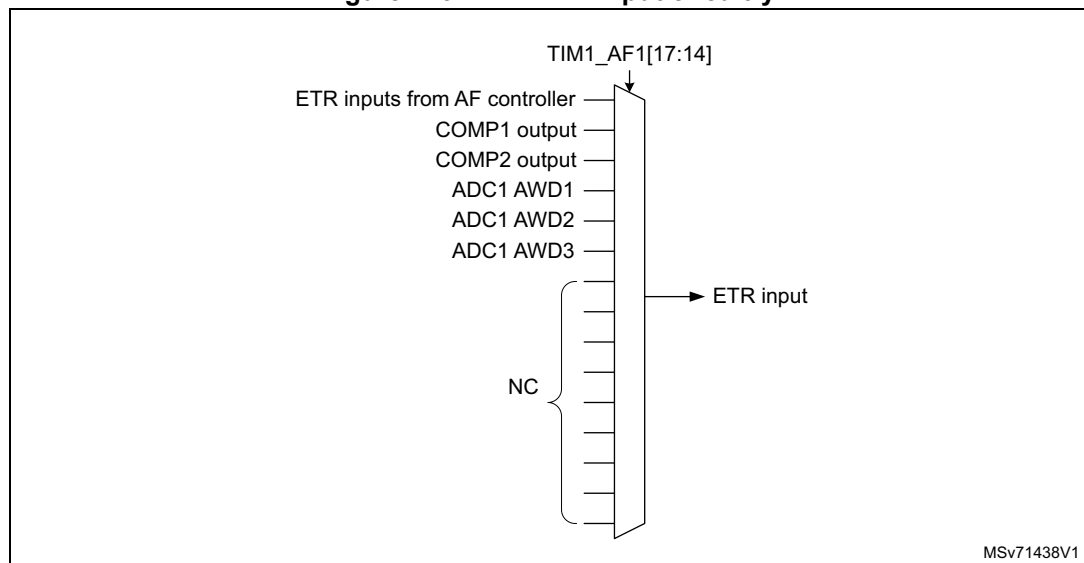 TIM1_AF1[17:14]
ETR inputs from AF controller
COMP1 output
COMP2 output
ADC1 AWD1
ADC1 AWD2
ADC1 AWD3
ETR input
NC
MSv71438V1